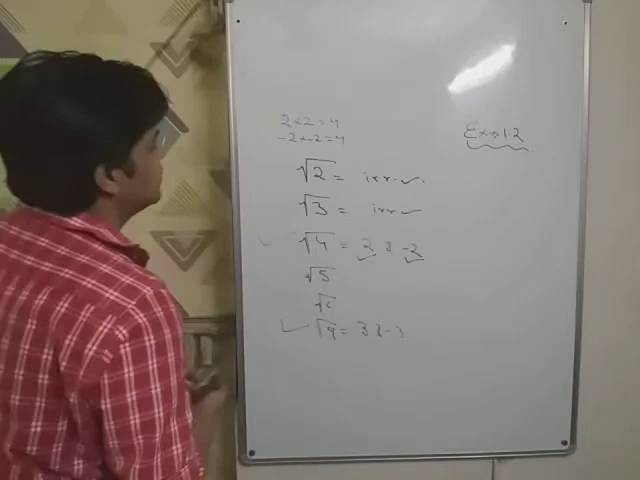 2×2=4
-2×-2=4
Ex:-1.2
√2 = irr.
√3 = irr
√4 = 2 & -2
√5
√9 = 3 &